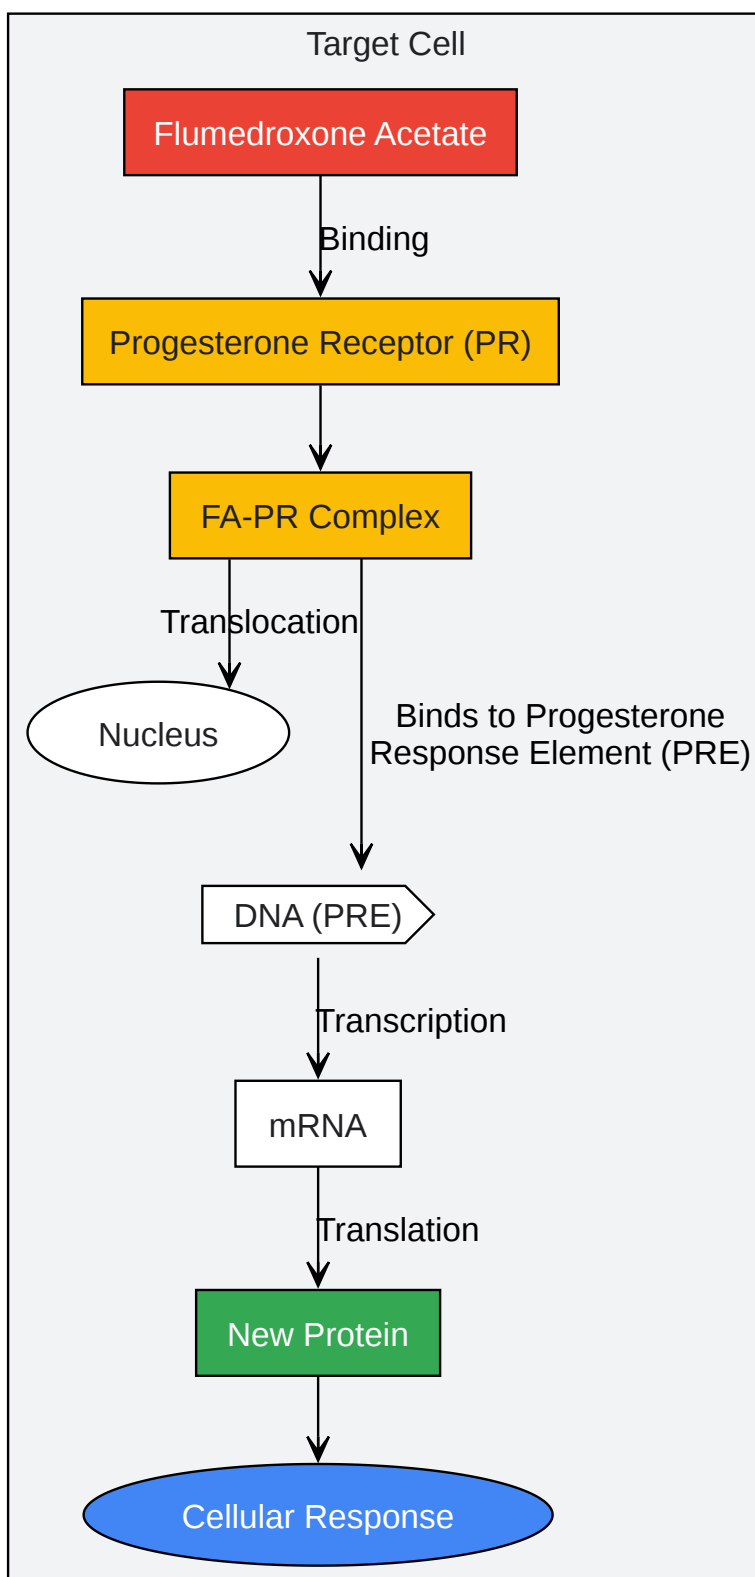 Target Cell
Flumedroxone Acetate
Binding
Progesterone Receptor (PR)
FA-PR Complex
Translocation
Nucleus
Binds to Progesterone
Response Element (PRE)
DNA (PRE)
Transcription
mRNA
Translation
New Protein
Cellular Response